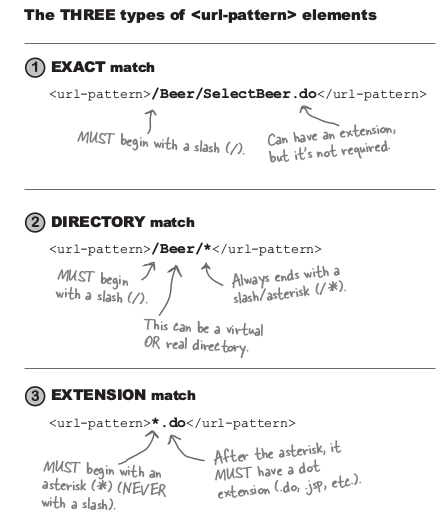 The THREE types of <url-pattern> elements
1 EXACT match
<url-pattern>/Beer/SelectBeer.do</url-pattern>
MUST begin with a slash (/).
Can have an extension,
but it's not required.
2 DIRECTORY match
<url-pattern>/Beer/*</url-pattern>
MUST begin
with a slash (/).
This can be a virtual
OR real directory.
Always ends with a
slash/asterisk (/*).
3 EXTENSION match
<url-pattern>*.do</url-pattern>
MUST begin with an
asterisk (*) (NEVER
with a slash).
After the asterisk, it
MUST have a dot
extension (.do, .jsp, etc.).